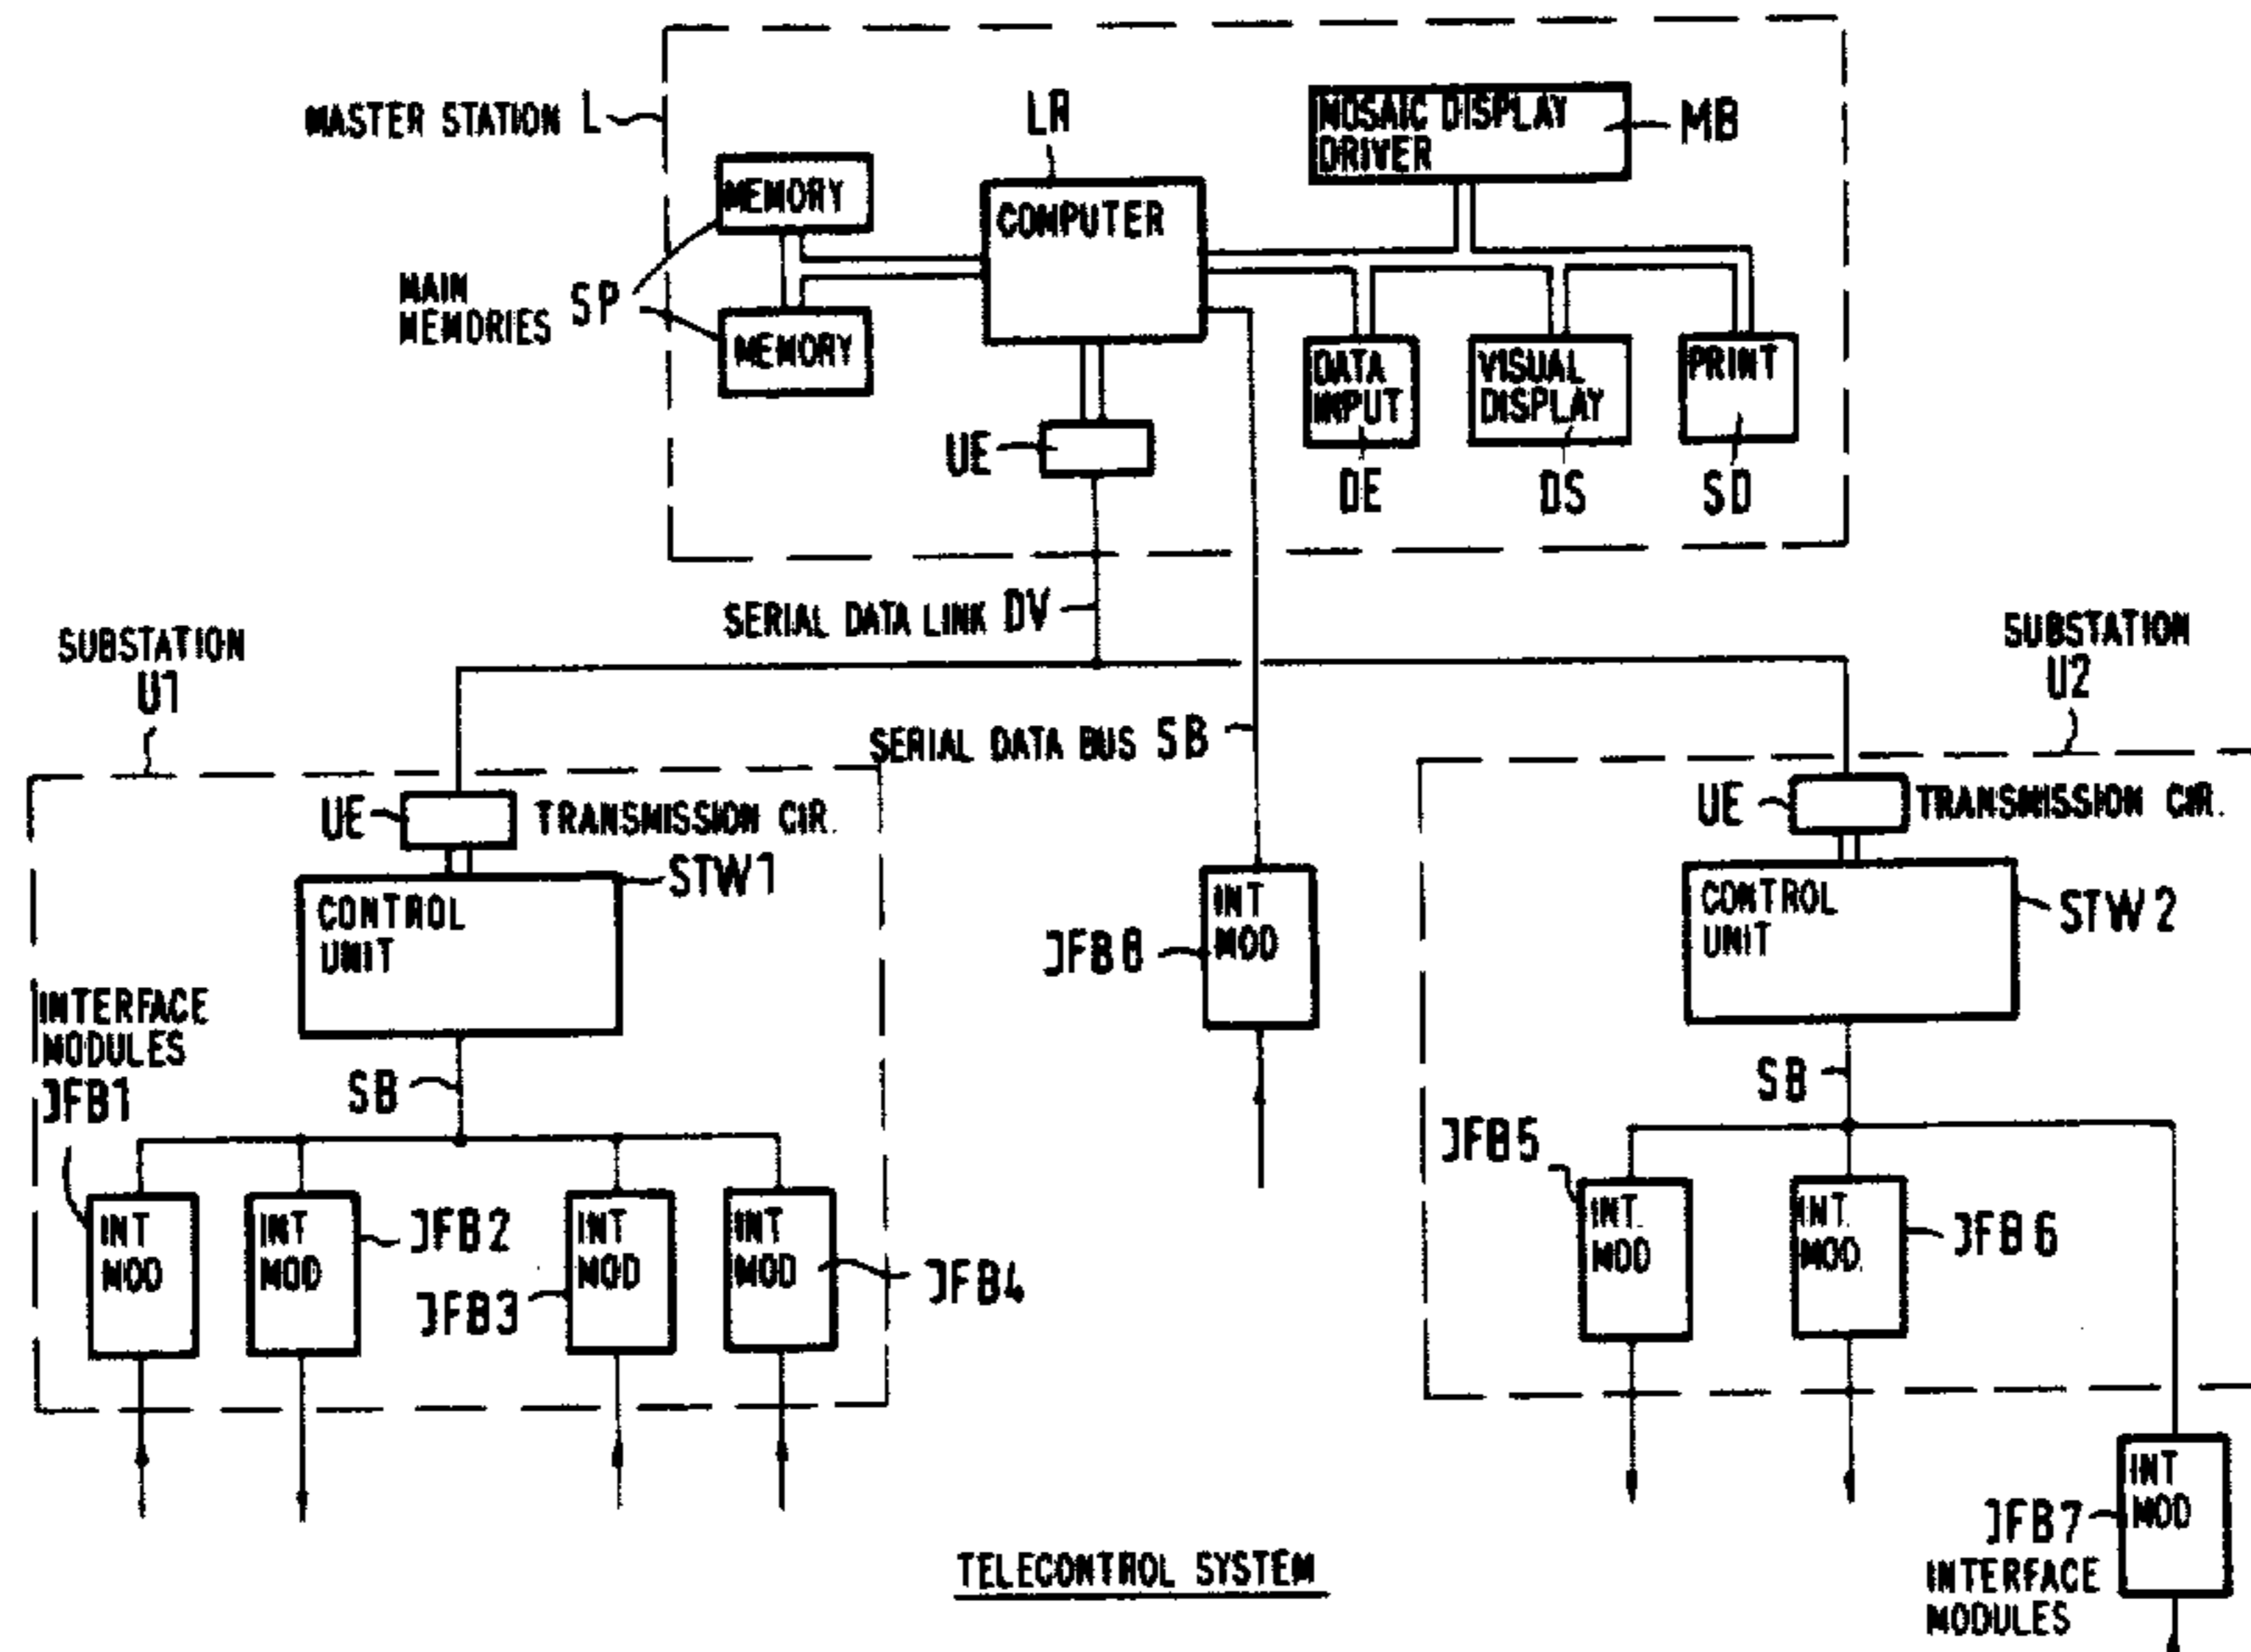 MASTER STATION L
LR
MOSAIC DISPLAY
DRIVER
MB
MEMORY
COMPUTER
MAIN
MEMORIES SP
MEMORY
DATA
INPUT
VISUAL
DISPLAY
PRINT
UE
DE
DS
SD
SERIAL DATA LINK DV
SUBSTATION
U1
SUBSTATION
U2
SERIAL DATA BUS SB
UE
TRANSMISSION CIR.
UE
TRANSMISSION CIR.
STW1
CONTROL
UNIT
INT
MOD
JFB8
CONTROL
UNIT
STW2
INTERFACE
MODULES
JFB1
SB
SB
JFB5
INT
MOD
INT
MOD
JFB2
JFB3
INT
MOD
INT
MOD
JFB4
INT.
MOD
INT.
MOD.
JFB6
INT
MOD
JFB7
INTERFACE
MODULES
TELECONTROL SYSTEM